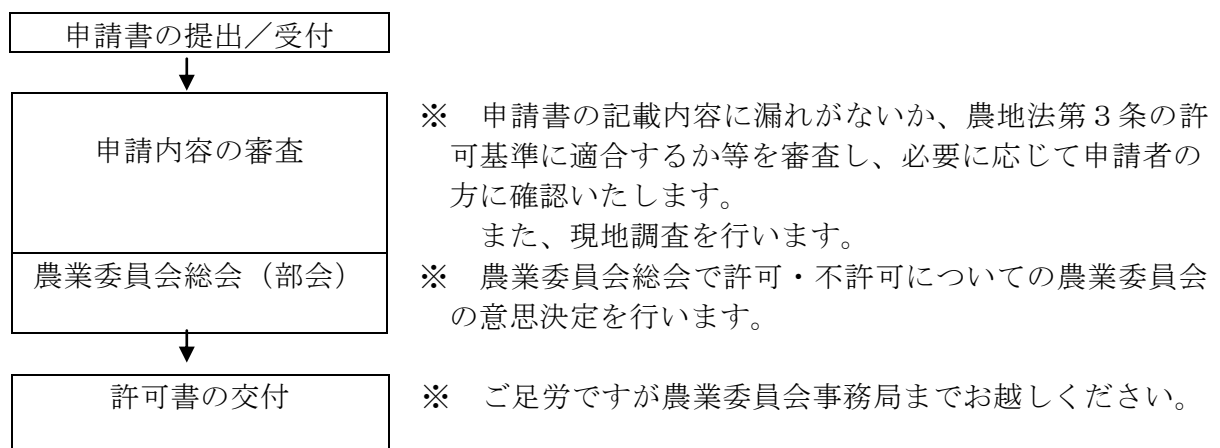 申請書の提出／受付
申請内容の審査
※　申請書の記載内容に漏れがないか、農地法第３条の許
可基準に適合するか等を審査し、必要に応じて申請者の
方に確認いたします。
また、現地調査を行います。
農業委員会総会（部会）
※　農業委員会総会で許可・不許可についての農業委員会
の意思決定を行います。
許可書の交付
※　ご足労ですが農業委員会事務局までお越しください。